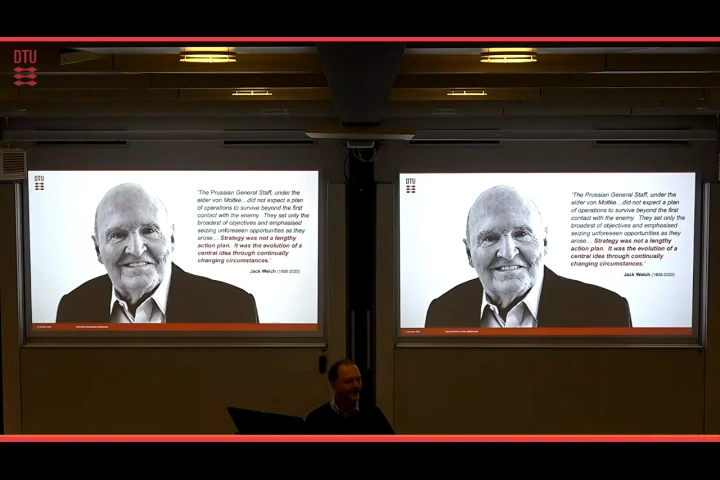 DTU
DTU
'The Prussian General Staff, under the
elder von Moltke…did not expect a plan
of operations to survive beyond the first
contact with the enemy. They set only the
broadest of objectives and emphasised
seizing unforeseen opportunities as they
arose… Strategy was not a lengthy
action plan. It was the evolution of a
central idea through continually
changing circumstances.'
Jack Welch (1935-2020)
DTU
'The Prussian General Staff, under the
elder von Moltke…did not expect a plan
of operations to survive beyond the first
contact with the enemy. They set only the
broadest of objectives and emphasised
seizing unforeseen opportunities as they
arose… Strategy was not a lengthy
action plan. It was the evolution of a
central idea through continually
changing circumstances.'
Jack Welch (1935-2020)